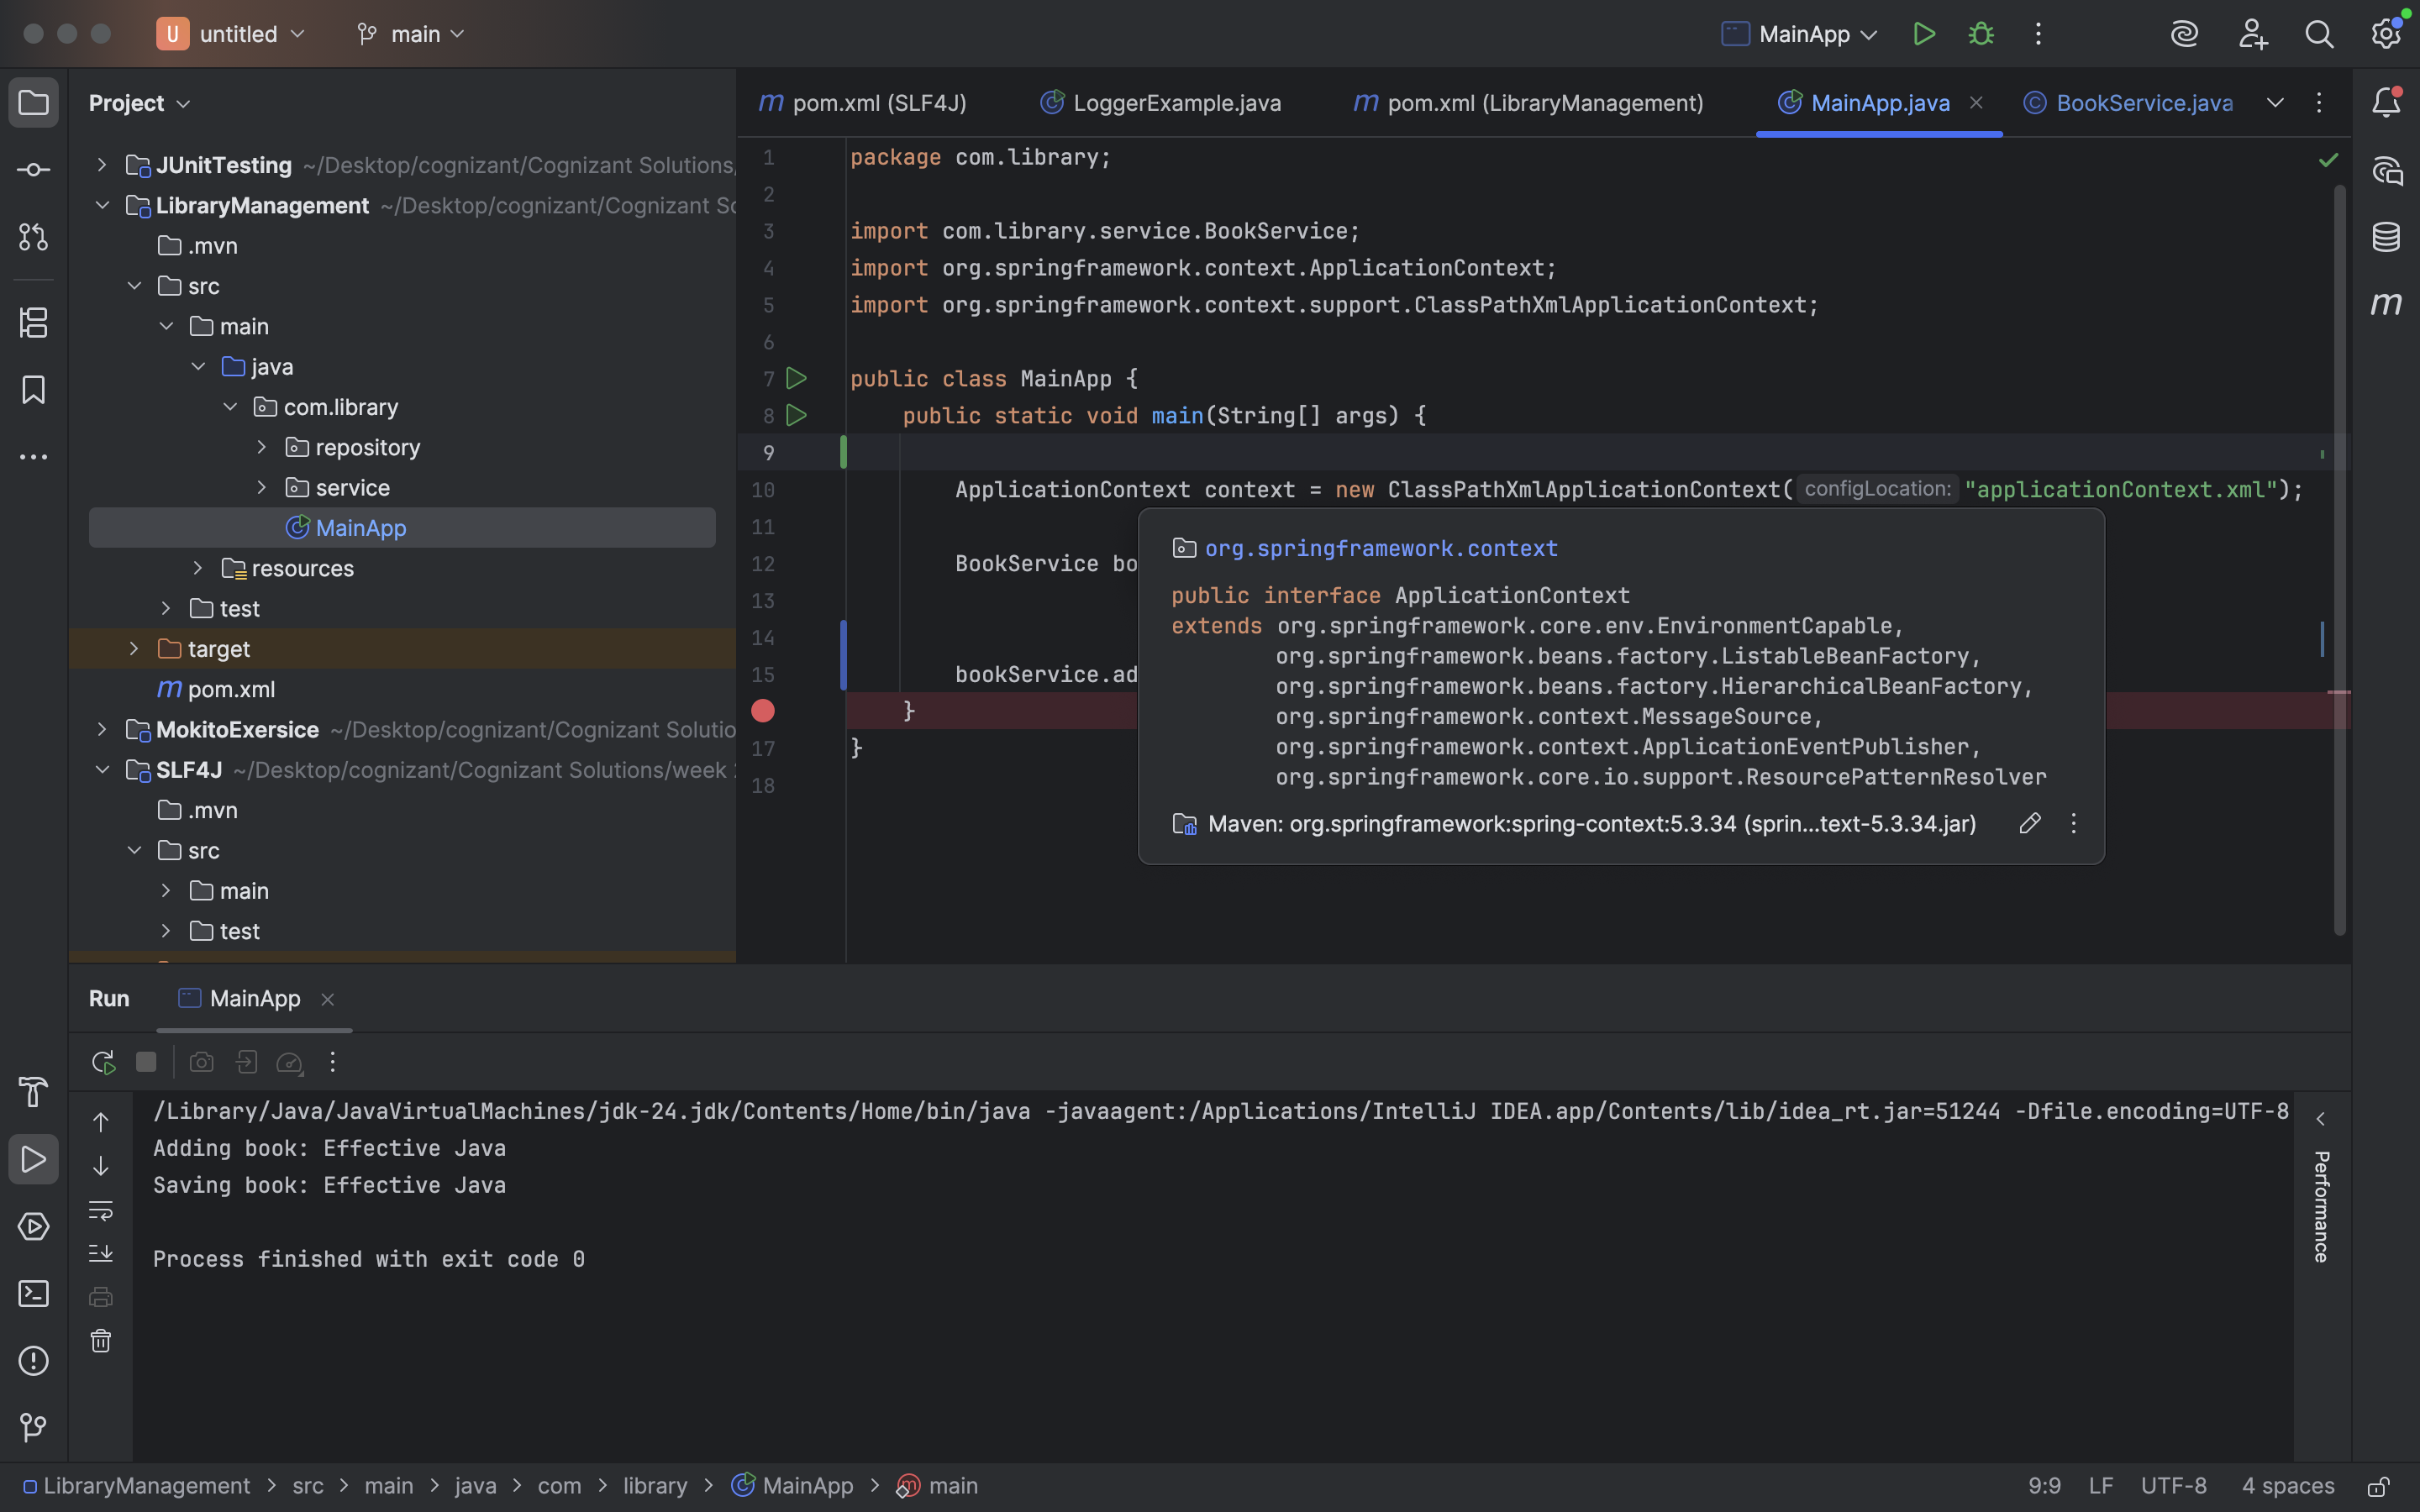 U untitled main MainApp
Project
JUnitTesting ~/Desktop/cognizant/Cognizant Solutions/
LibraryManagement ~/Desktop/cognizant/Cognizant So
.mvn
src
main
java
com.library
repository
service
MainApp
resources
test
target
m pom.xml
MokitoExersice ~/Desktop/cognizant/Cognizant Solutio
SLF4J ~/Desktop/cognizant/Cognizant Solutions/week
.mvn
src
main
test
m pom.xml (SLF4J) LoggerExample.java m pom.xml (LibraryManagement) MainApp.java BookService.java
1 package com.library;
2
3 import com.library.service.BookService;
4 import org.springframework.context.ApplicationContext;
5 import org.springframework.context.support.ClassPathXmlApplicationContext;
6
7 public class MainApp {
8 public static void main(String[] args) {
9
10 ApplicationContext context = new ClassPathXmlApplicationContext( configLocation: "applicationContext.xml");
11
12 BookService bo
13
14
15 bookService.ad
}
17 }
18
org.springframework.context
public interface ApplicationContext
extends org.springframework.core.env.EnvironmentCapable,
org.springframework.beans.factory.ListableBeanFactory,
org.springframework.beans.factory.HierarchicalBeanFactory,
org.springframework.context.MessageSource,
org.springframework.context.ApplicationEventPublisher,
org.springframework.core.io.support.ResourcePatternResolver
Maven: org.springframework:spring-context:5.3.34 (sprin...text-5.3.34.jar)
m
Run MainApp
/Library/Java/JavaVirtualMachines/jdk-24.jdk/Contents/Home/bin/java -javaagent:/Applications/IntelliJ IDEA.app/Contents/lib/idea_rt.jar=51244 -Dfile.encoding=UTF-8
Adding book: Effective Java
Saving book: Effective Java
Process finished with exit code 0
Performance
LibraryManagement > src > main > java > com > library > MainApp > main
9:9 LF UTF-8 4 spaces